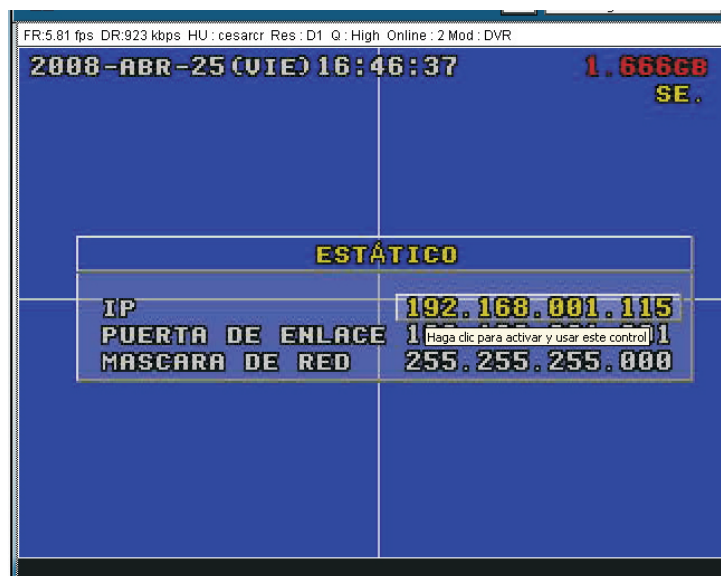 FR:5.81 fps DR:923 kbps HU : cesarcr Res : D1 Q : High Online : 2 Mod : DVR
2008-ABR-25(VIE)16:46:37 1.666GB
SE.
ESTÁTICO
IP 192.168.001.115
PUERTA DE ENLACE
Haga clic para activar y usar este control
MASCARA DE RED 255.255.255.000